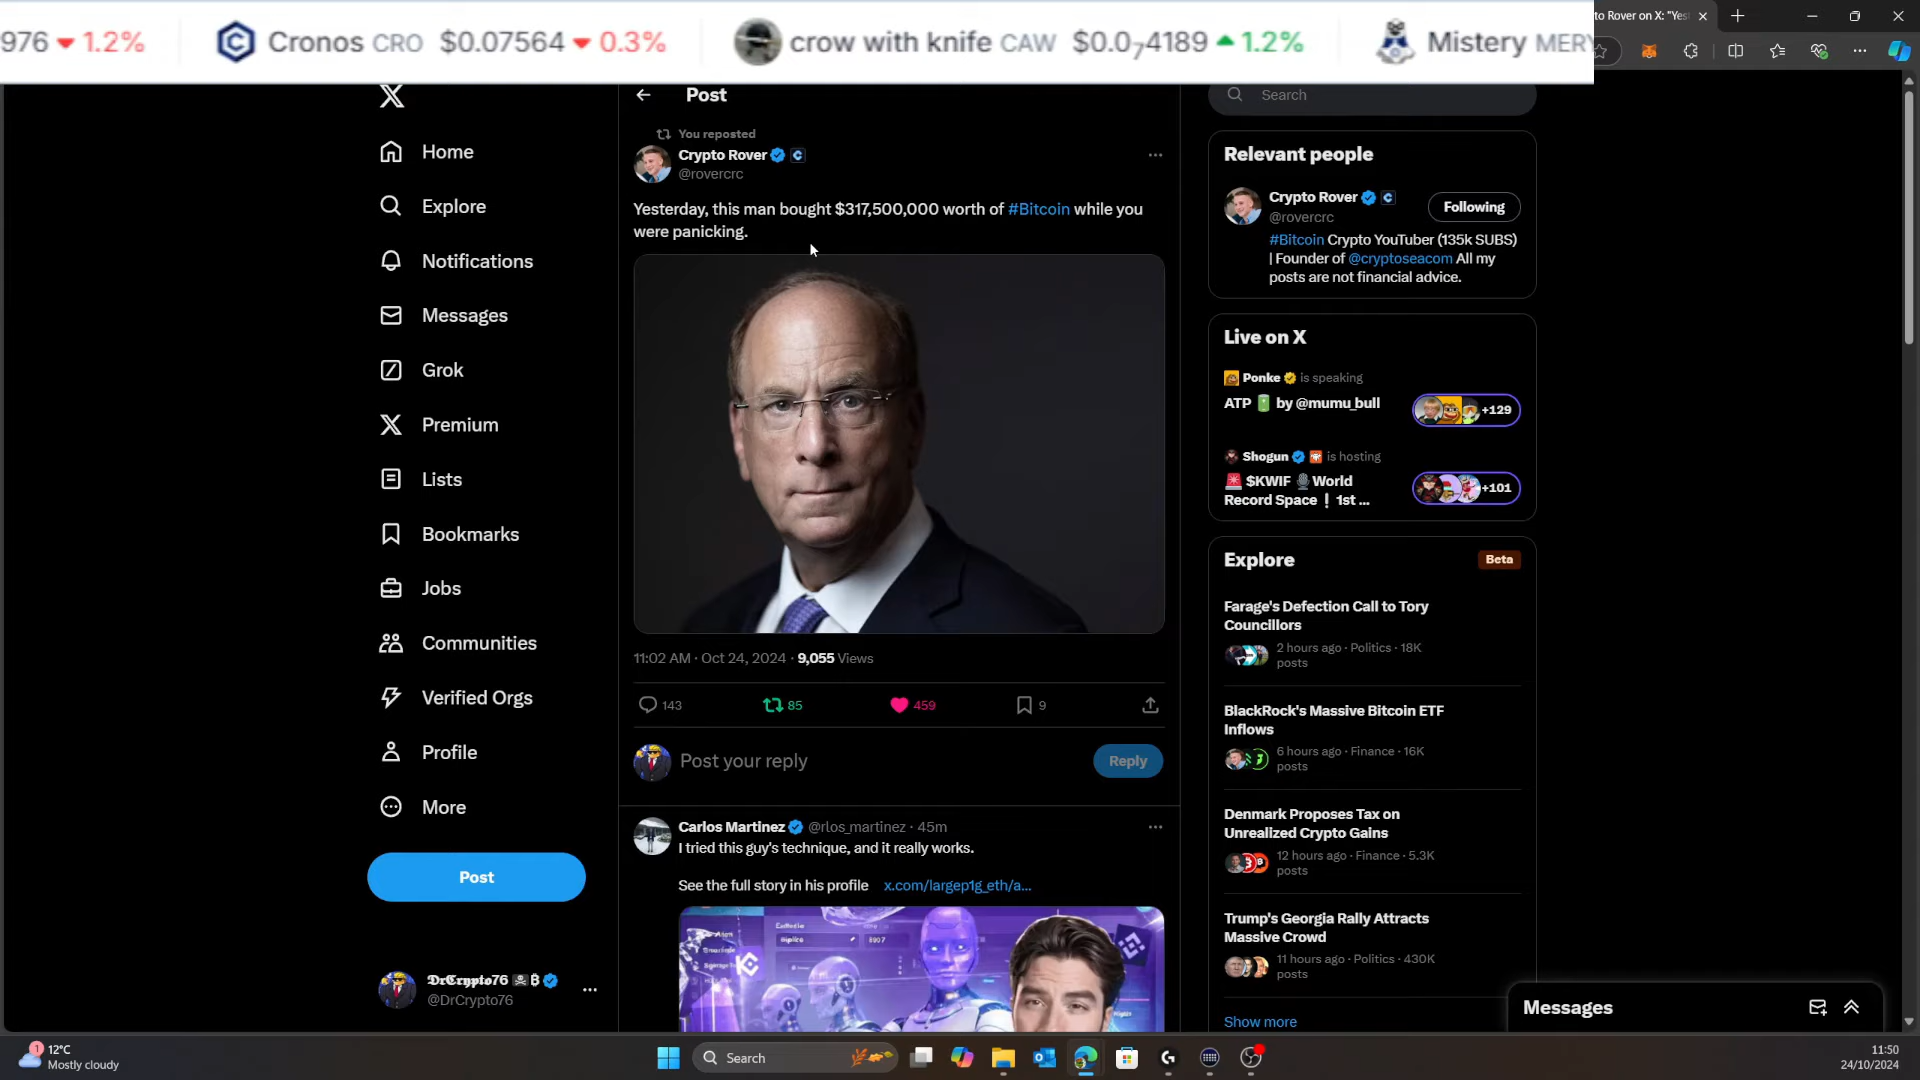 976 ▼ 1.2%
Cronos CRO $0.07564 ▼ 0.3%
crow with knife CAW $0.0₇4189 ▲ 1.2%
Mistery MERY
to Rover on X: "Yes
Post
Search
You reposted
Crypto Rover
@rovercrc
Yesterday, this man bought $317,500,000 worth of #Bitcoin while you
were panicking.
11:02 AM · Oct 24, 2024 · 9,055 Views
143
85
459
9
Post your reply
Reply
Carlos Martinez @rlos_martinez · 45m
I tried this guy's technique, and it really works.
See the full story in his profile x.com/largep1g_eth/a...
Home
Explore
Notifications
Messages
Grok
Premium
Lists
Bookmarks
Jobs
Communities
Verified Orgs
Profile
More
Post
DrCrypto76
@DrCrypto76
Relevant people
Crypto Rover
@rovercrc
Following
#Bitcoin Crypto YouTuber (135k SUBS)
| Founder of @cryptoseacom All my
posts are not financial advice.
Live on X
Ponke is speaking
ATP 🔋 by @mumu_bull
+129
Shogun is hosting
🚨 $KWIF 🎙️World
Record Space ❗ 1st ...
+101
Explore
Beta
Farage's Defection Call to Tory
Councillors
2 hours ago · Politics · 18K
posts
BlackRock's Massive Bitcoin ETF
Inflows
6 hours ago · Finance · 16K
posts
Denmark Proposes Tax on
Unrealized Crypto Gains
12 hours ago · Finance · 5.3K
posts
Trump's Georgia Rally Attracts
Massive Crowd
11 hours ago · Politics · 430K
posts
Show more
Messages
1
12°C
Mostly cloudy
Search
11:50
24/10/2024